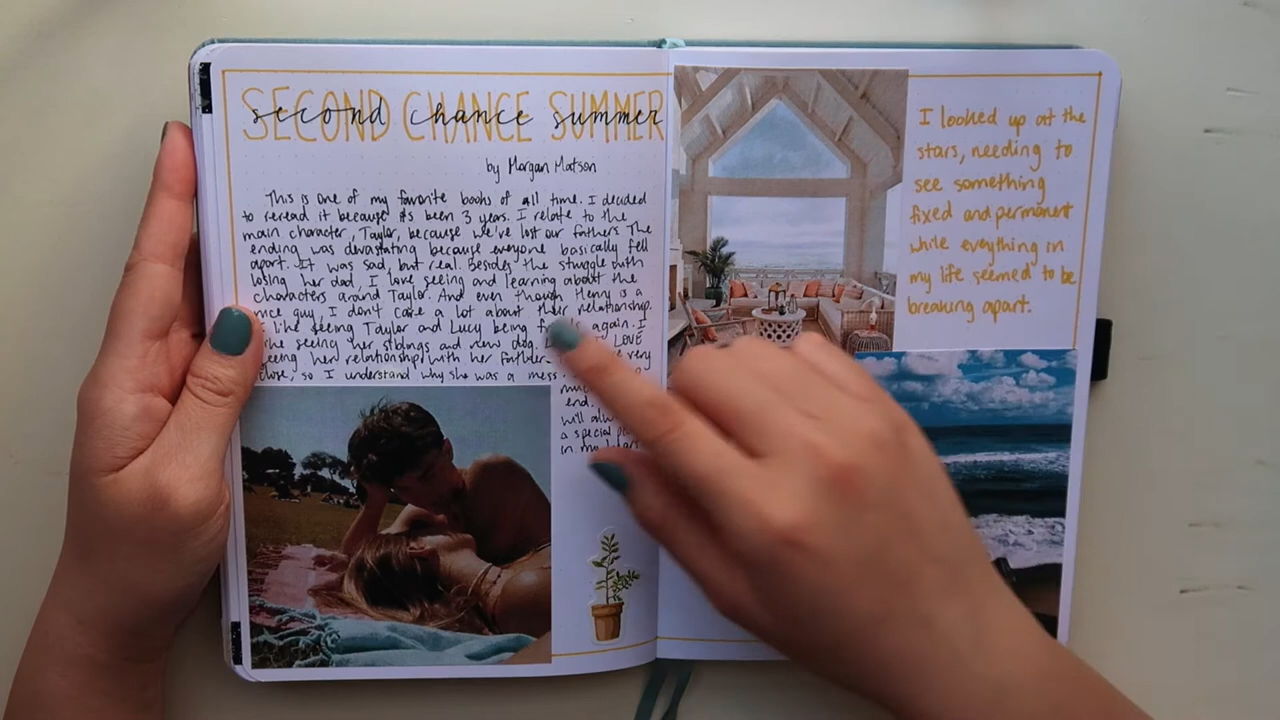 SECOND CHANCE SUMMER
second chance summer
by Morgan Matson
This is one of my favorite books of all time. I decided
to reread it because its been 3 years. I relate to the
main character, Taylor, because we've lost our fathers. The
ending was devastating because everyone basically fell
apart. It was sad, but real. Besides the struggle with
losing her dad, I love seeing and learning about the
characters around Taylor. And even though Henry is a
nice guy, I don't care a lot about their relationship.
I like seeing Taylor and Lucy being again. I
like seeing her siblings and new dog. I LOVE
seeing her relationship with her father. very
close, so I understand why she was a mess
end.
will
a special
in my heart
I looked up at the
stars, needing to
see something
fixed and permanent
while everything in
my life seemed to be
breaking apart.